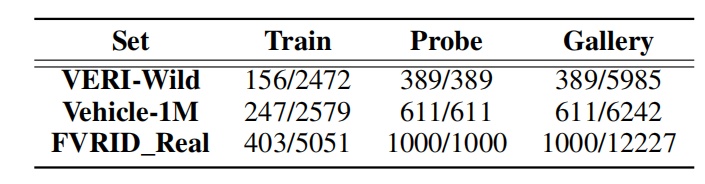 Set Train Probe Gallery
VERI-Wild 156/2472 389/389 389/5985
Vehicle-1M 247/2579 611/611 611/6242
FVRID_Real 403/5051 1000/1000 1000/12227